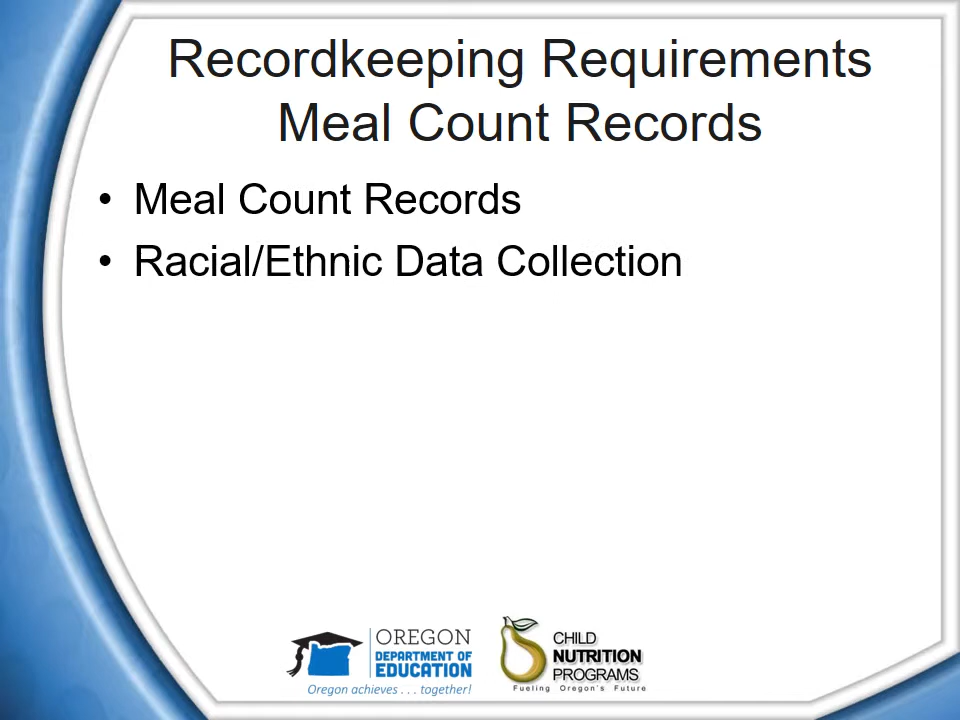 Recordkeeping Requirements
Meal Count Records
• Meal Count Records
• Racial/Ethnic Data Collection
OREGON
DEPARTMENT OF
EDUCATION
Oregon achieves . . . together!
CHILD
NUTRITION
PROGRAMS
Fueling Oregon's Future